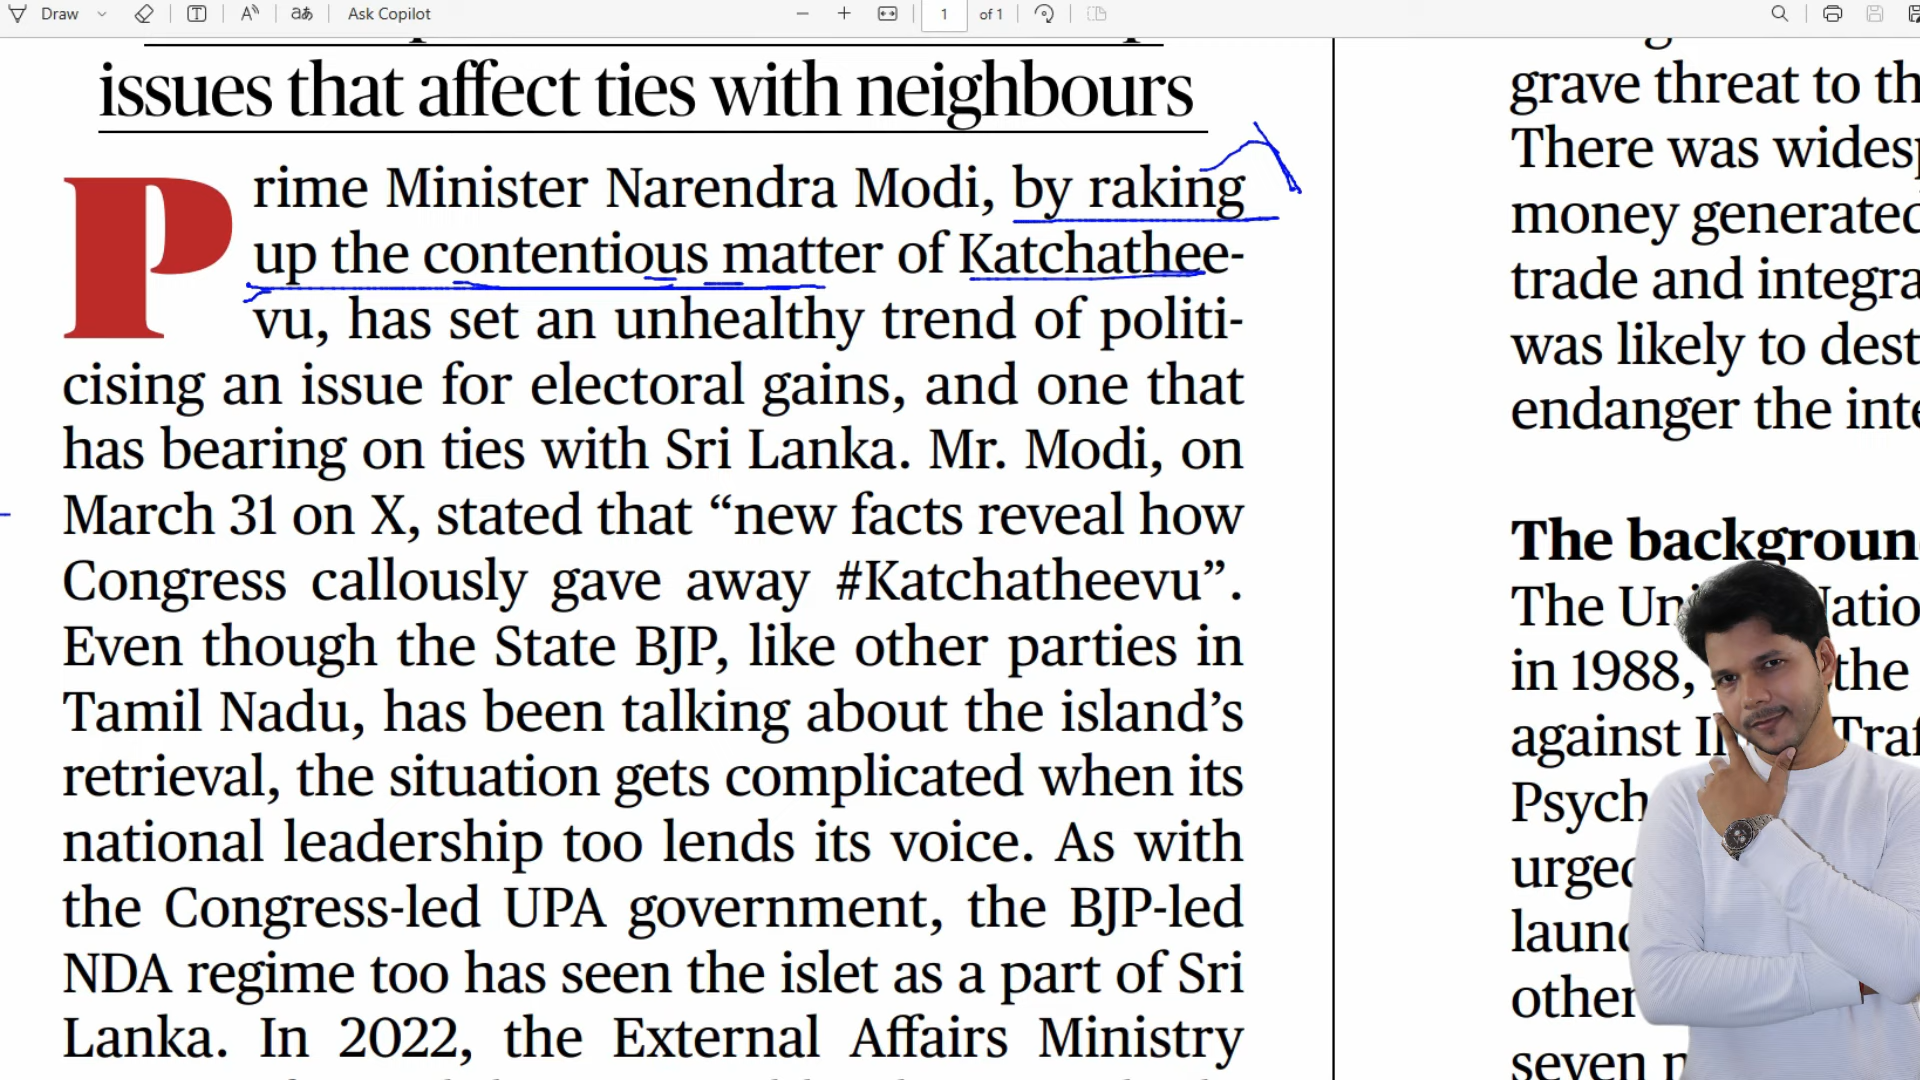 Draw
Ask Copilot
1 of 1
issues that affect ties with neighbours
Prime Minister Narendra Modi, by raking
up the contentious matter of Katchathee-
vu, has set an unhealthy trend of politi-
cising an issue for electoral gains, and one that
has bearing on ties with Sri Lanka. Mr. Modi, on
March 31 on X, stated that “new facts reveal how
Congress callously gave away #Katchatheevu”.
Even though the State BJP, like other parties in
Tamil Nadu, has been talking about the island’s
retrieval, the situation gets complicated when its
national leadership too lends its voice. As with
the Congress-led UPA government, the BJP-led
NDA regime too has seen the islet as a part of Sri
Lanka. In 2022, the External Affairs Ministry
grave threat to th
There was widesp
money generated
trade and integra
was likely to dest
endanger the inte
The backgroun
The Un Natio
in 1988, the
against Il Traf
Psych
urged
launc
other
seven n